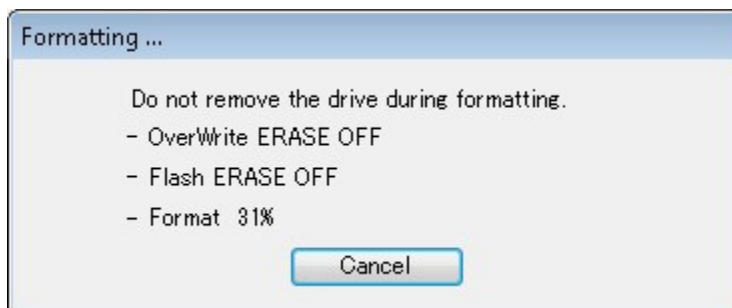 Formatting ...
Do not remove the drive during formatting.
- OverWrite ERASE OFF
- Flash ERASE OFF
- Format 31%
Cancel